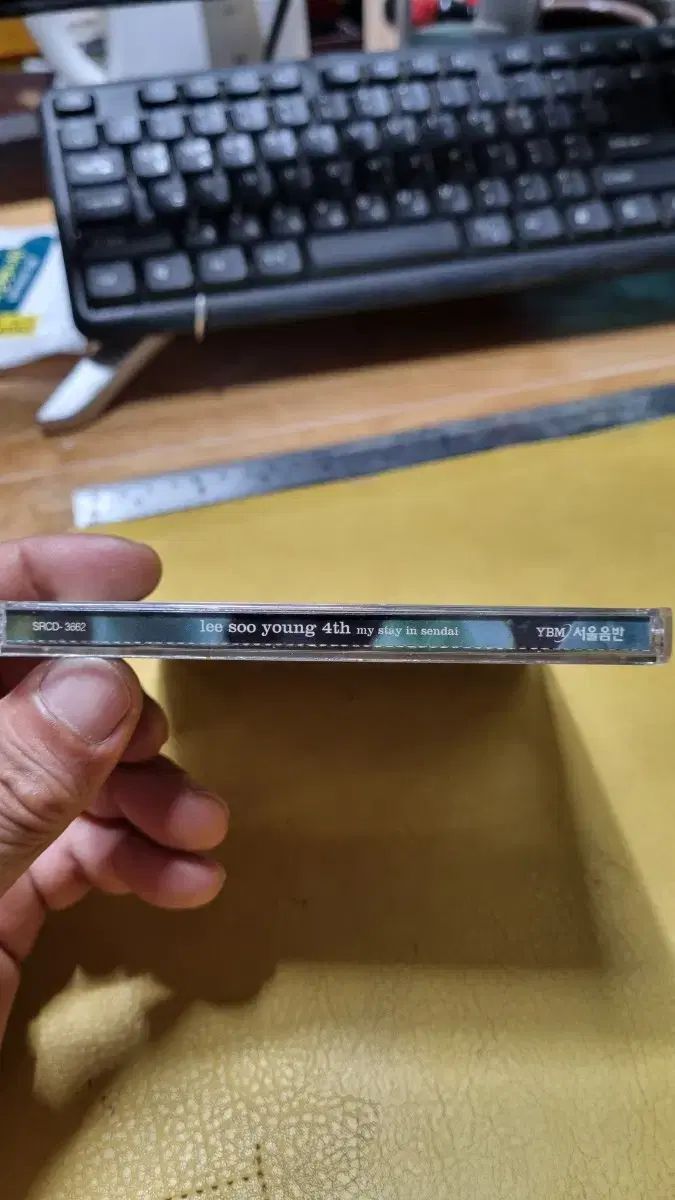 SRCD- 3662 lee soo young 4th my stay in sendai YBM 서울음반